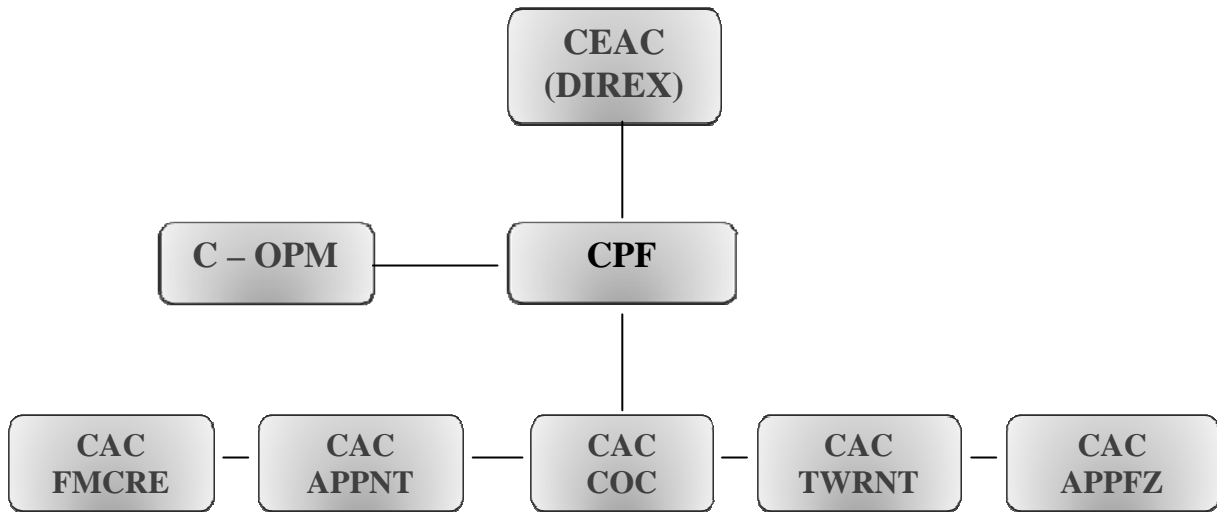 CEAC
(DIREX)
C – OPM
CPF
CAC
FMCRE
CAC
APPNT
CAC
COC
CAC
TWRNT
CAC
APPFZ